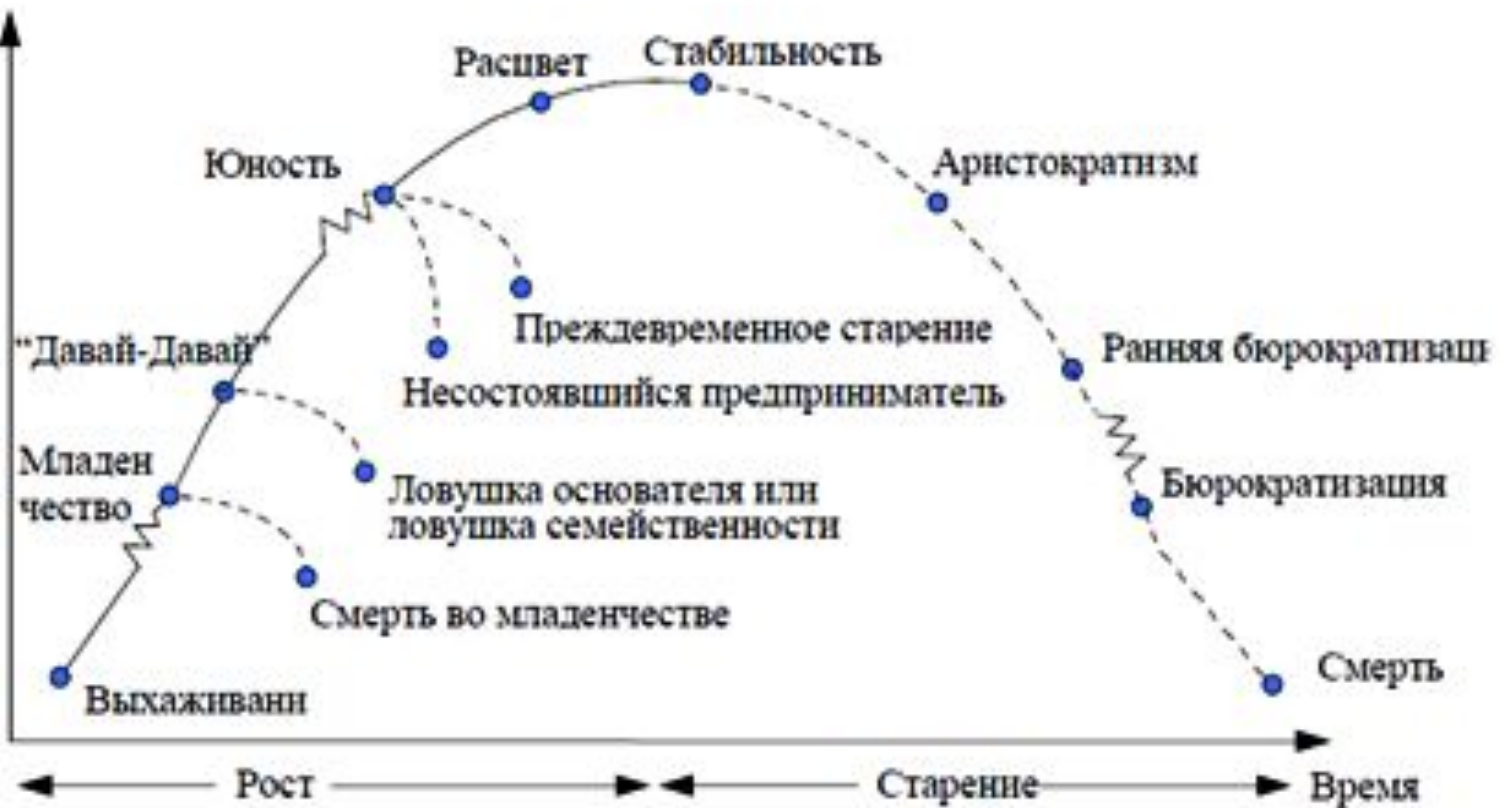 Расцвет
Стабильность
Юность
Аристократизм
Преждевременное старение
"Давай-Давай"
Ранняя бюрократизаци
Несостоявшийся предприниматель
Младен
чество
Ловушка основателя или
ловушка семейственности
Бюрократизация
Смерть во младенчестве
Смерть
Выхаживани
Рост
Старение
Время